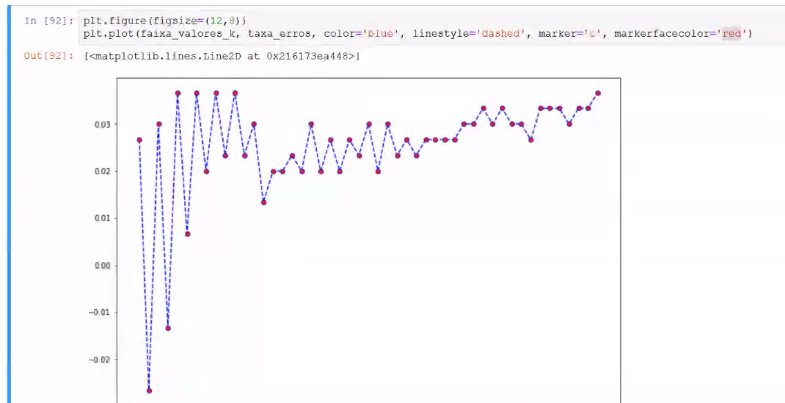 In [92]: plt.figure(figsize=(12,8))
plt.plot(faixa_valores_k, taxa_erros, color='blue', linestyle='dashed', marker='o', markerfacecolor='red')
Out[92]: [<matplotlib.lines.Line2D at 0x216173ea448>]
0.03
0.02
0.01
0.00
−0.01
−0.02